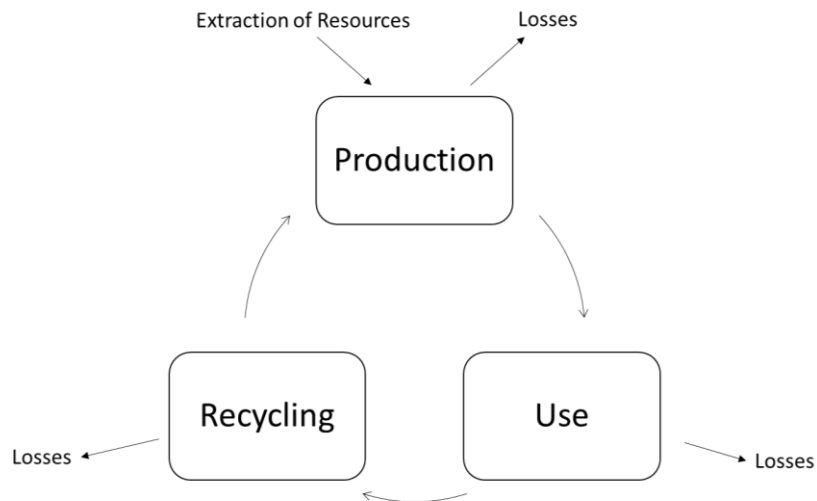 Extraction of Resources
Losses
Production
Recycling
Use
Losses
Losses